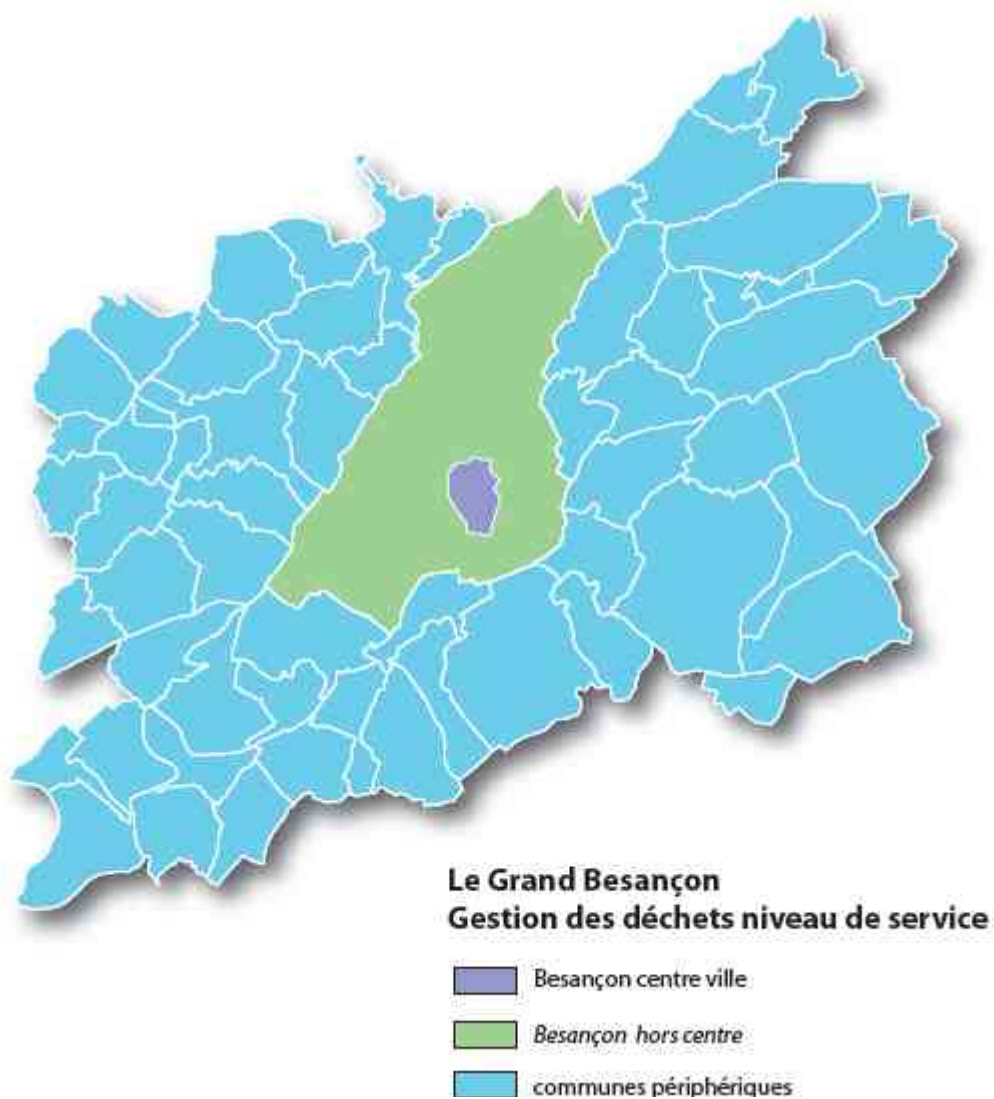 Le Grand Besançon
Gestion des déchets niveau de service
Besançon centre ville
Besançon hors centre
communes périphériques